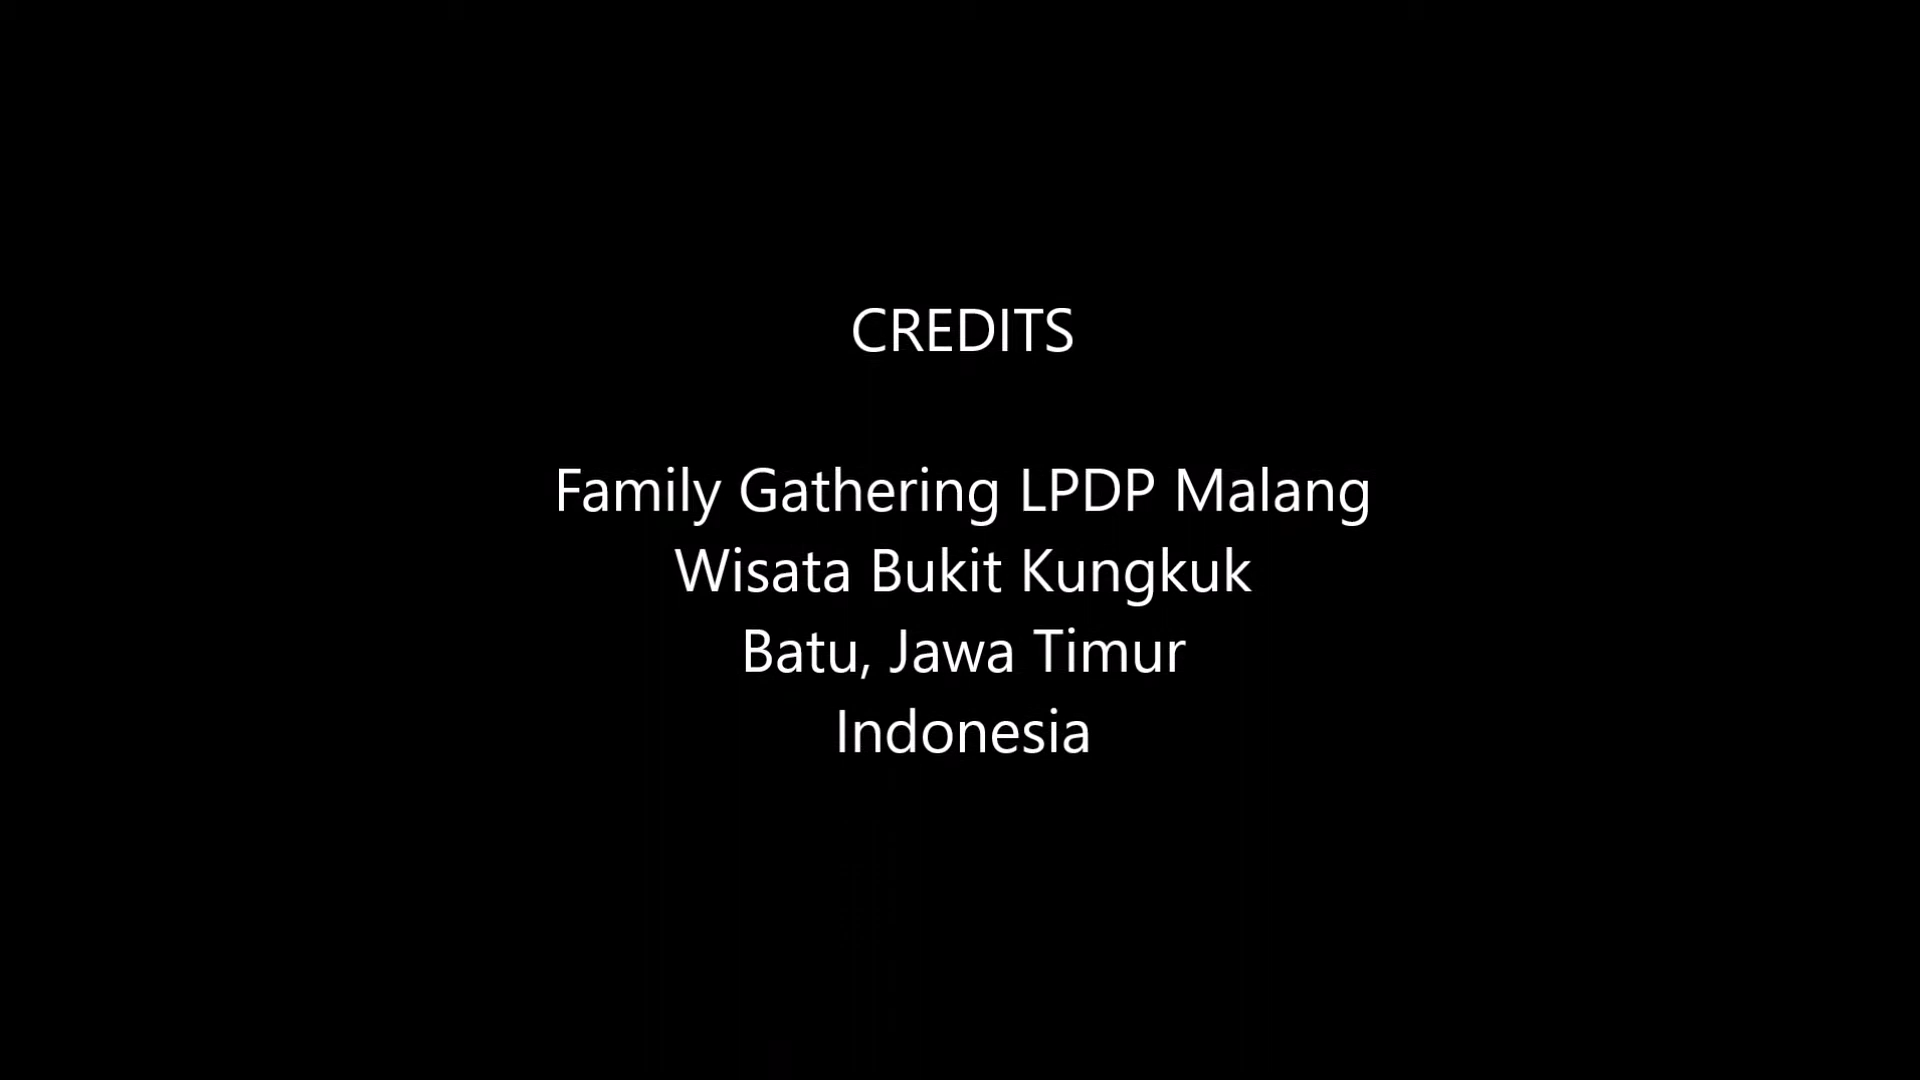 CREDITS
Family Gathering LPDP Malang
Wisata Bukit Kungkuk
Batu, Jawa Timur
Indonesia